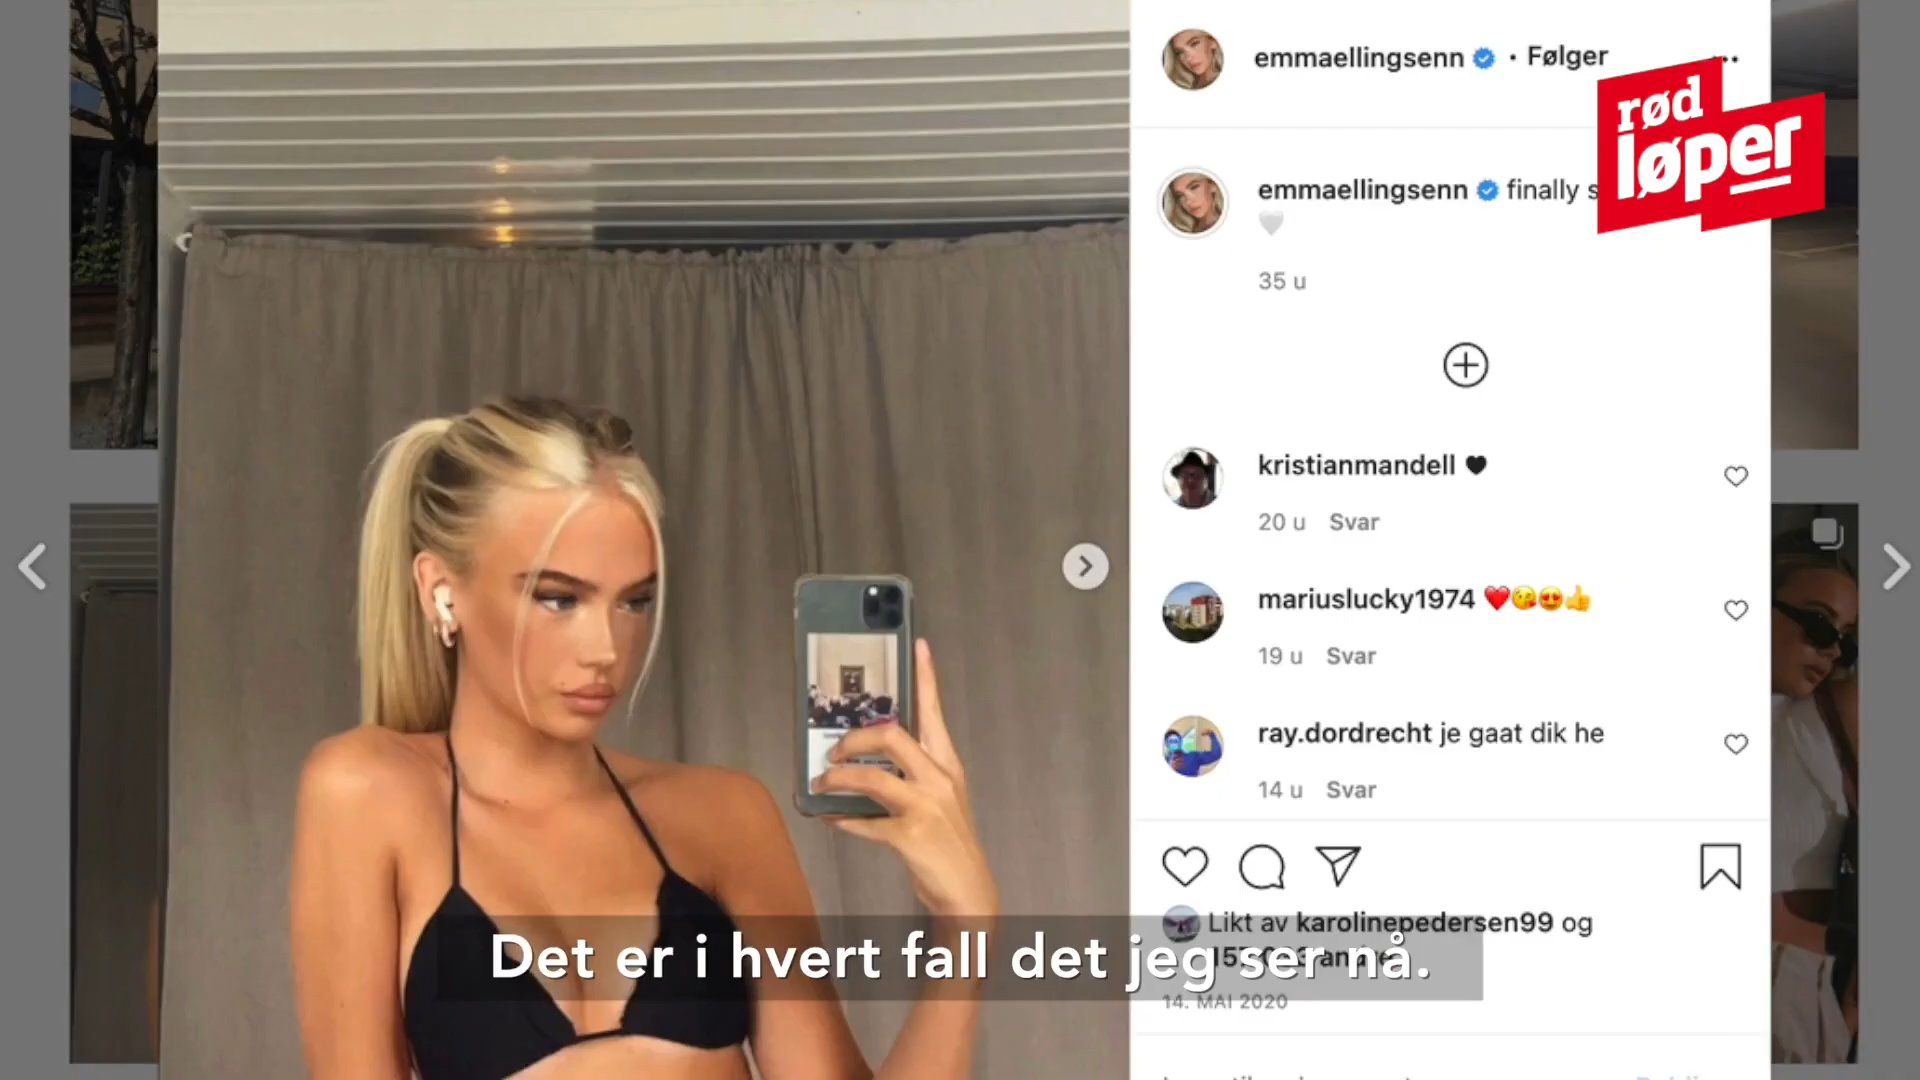 emmaellingsenn • Følger
rød
løper
emmaellingsenn finally
35 u
kristianmandell 🖤
20 u Svar
mariuslucky1974 ❤️😘😍👍
19 u Svar
ray.dordrecht je gaat dik he
14 u Svar
Likt av karolinepedersen99 og
Det er i hvert fall det jeg ser nå.
14. MAI 2020